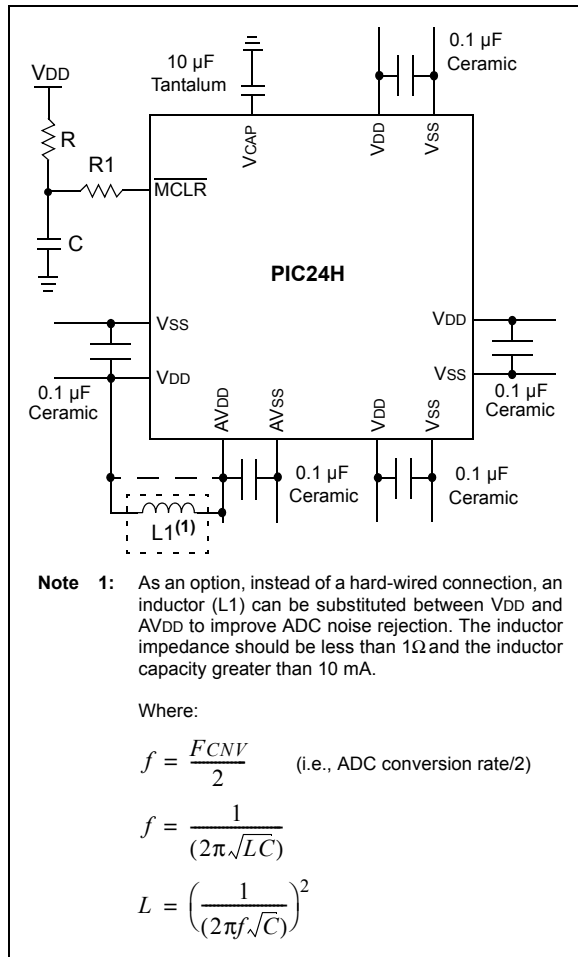 VDD
R
R1
C
10 µF
Tantalum
0.1 µF
Ceramic
VCAP
VDD
VSS
MCLR
PIC24H
VSS
VDD
0.1 µF
Ceramic
VDD
VSS
0.1 µF
Ceramic
AVDD
AVSS
VDD
VSS
0.1 µF
Ceramic
0.1 µF
Ceramic
L1(1)
Note 1: As an option, instead of a hard-wired connection, an
inductor (L1) can be substituted between VDD and
AVDD to improve ADC noise rejection. The inductor
impedance should be less than 1Ω and the inductor
capacity greater than 10 mA.
Where:
f = FCNV / 2 (i.e., ADC conversion rate/2)
f = 1 / (2π√LC)
L = (1 / (2πf√C))²